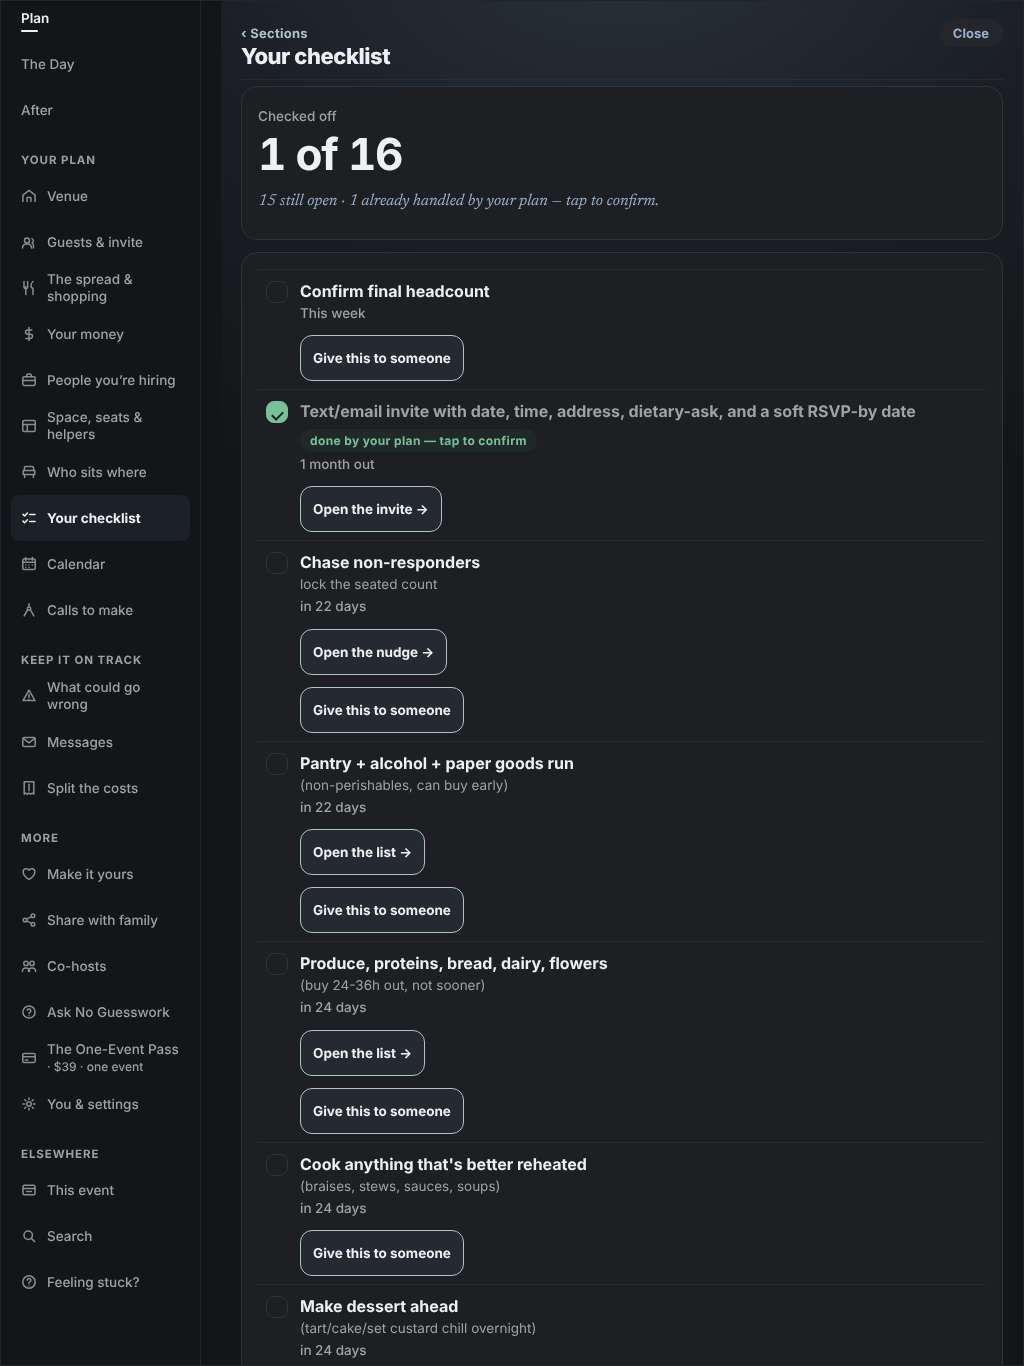 Plan
The Day
After
YOUR PLAN
Venue
Guests & invite
The spread &
shopping
Your money
People you’re hiring
Space, seats &
helpers
Who sits where
Your checklist
Calendar
Calls to make
KEEP IT ON TRACK
What could go
wrong
Messages
Split the costs
MORE
Make it yours
Share with family
Co-hosts
Ask No Guesswork
The One-Event Pass
· $39 · one event
You & settings
ELSEWHERE
This event
Search
Feeling stuck?
‹ Sections
Close
Your checklist
Checked off
1 of 16
15 still open · 1 already handled by your plan — tap to confirm.
Confirm final headcount
This week
Give this to someone
Text/email invite with date, time, address, dietary-ask, and a soft RSVP-by date
done by your plan — tap to confirm
1 month out
Open the invite →
Chase non-responders
lock the seated count
in 22 days
Open the nudge →
Give this to someone
Pantry + alcohol + paper goods run
(non-perishables, can buy early)
in 22 days
Open the list →
Give this to someone
Produce, proteins, bread, dairy, flowers
(buy 24-36h out, not sooner)
in 24 days
Open the list →
Give this to someone
Cook anything that's better reheated
(braises, stews, sauces, soups)
in 24 days
Give this to someone
Make dessert ahead
(tart/cake/set custard chill overnight)
in 24 days